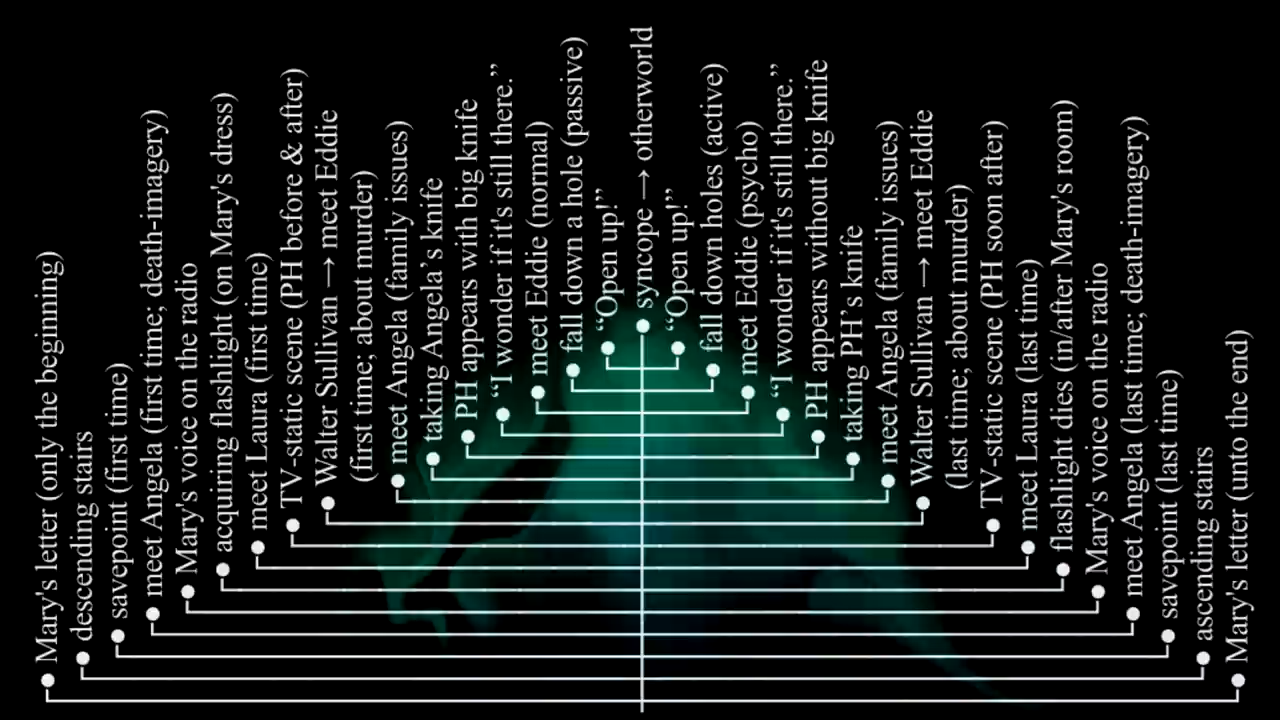 Mary's letter (only the beginning)
descending stars
savepoint (first time)
meet Angela (first time; death-imagery)
Mary's voice on the radio
acquiring flashlight (on Mary's dress)
meet Laura (first time)
TV-static scene (PH before & after)
Walter Sullivan → meet Eddie
(first time; about murder)
meet Angela (family issues)
taking Angela's knife
PH appears with big knife
“I wonder if it's still there.”
meet Eddie (normal)
fall down a hole (passive)
“Open up!”
syncope → otherworld
“Open up!”
fall down holes (active)
meet Eddie (psycho)
“I wonder if it's still there.”
PH appears without big knife
taking PH's knife
meet Angela (family issues)
Walter Sullivan → meet Eddie
(last time; about murder)
TV-static scene (PH soon after)
meet Laura (last time)
flashlight dies (in/after Mary's room)
Mary's voice on the radio
meet Angela (last time; death-imagery)
savepoint (last time)
ascending stars
Mary's letter (unto the end)